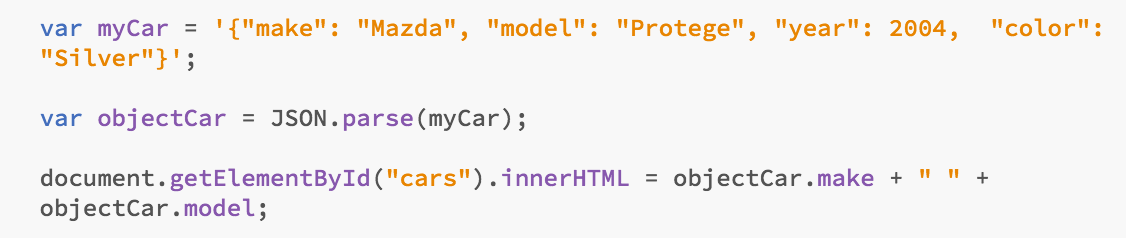 var myCar = '{"make": "Mazda", "model": "Protege", "year": 2004,  "color":
"Silver"}';
var objectCar = JSON.parse(myCar);
document.getElementById("cars").innerHTML = objectCar.make + " " +
objectCar.model;